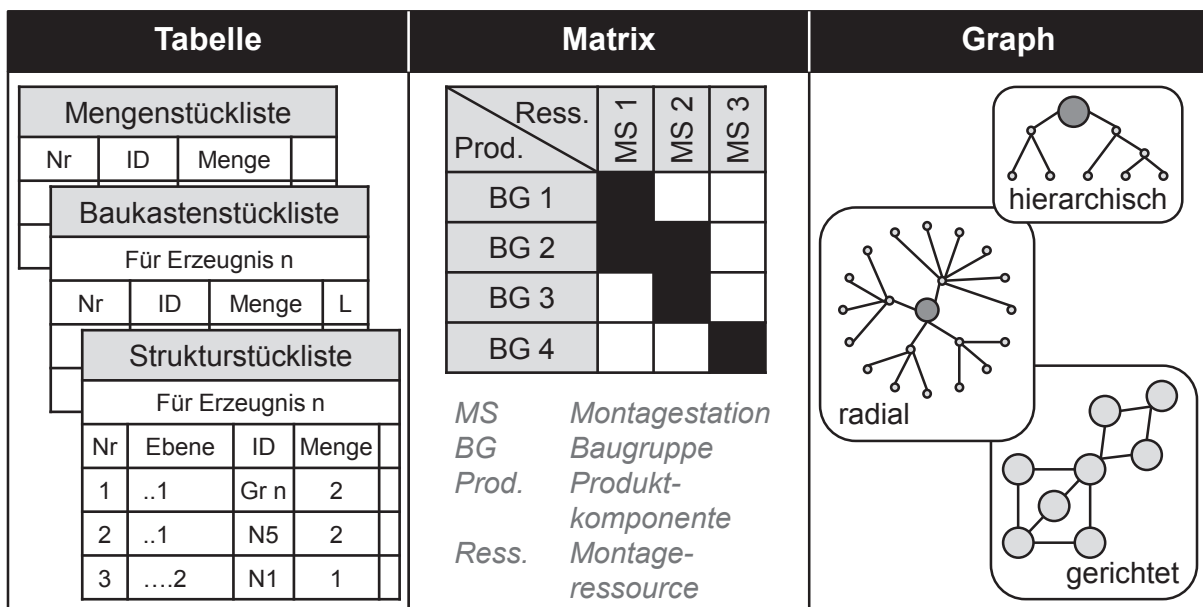 Tabelle
Mengenstückliste
Nr ID Menge
Baukastenstückliste
Für Erzeugnis n
Nr ID Menge L
Strukturstückliste
Für Erzeugnis n
Nr Ebene ID Menge
1 ..1 Gr n 2
2 ..1 N5 2
3 ....2 N1 1
Matrix
Ress.
Prod.
MS 1
MS 2
MS 3
BG 1
BG 2
BG 3
BG 4
MS Montagestation
BG Baugruppe
Prod. Produkt-
komponente
Ress. Montage-
ressource
Graph
hierarchisch
radial
gerichtet